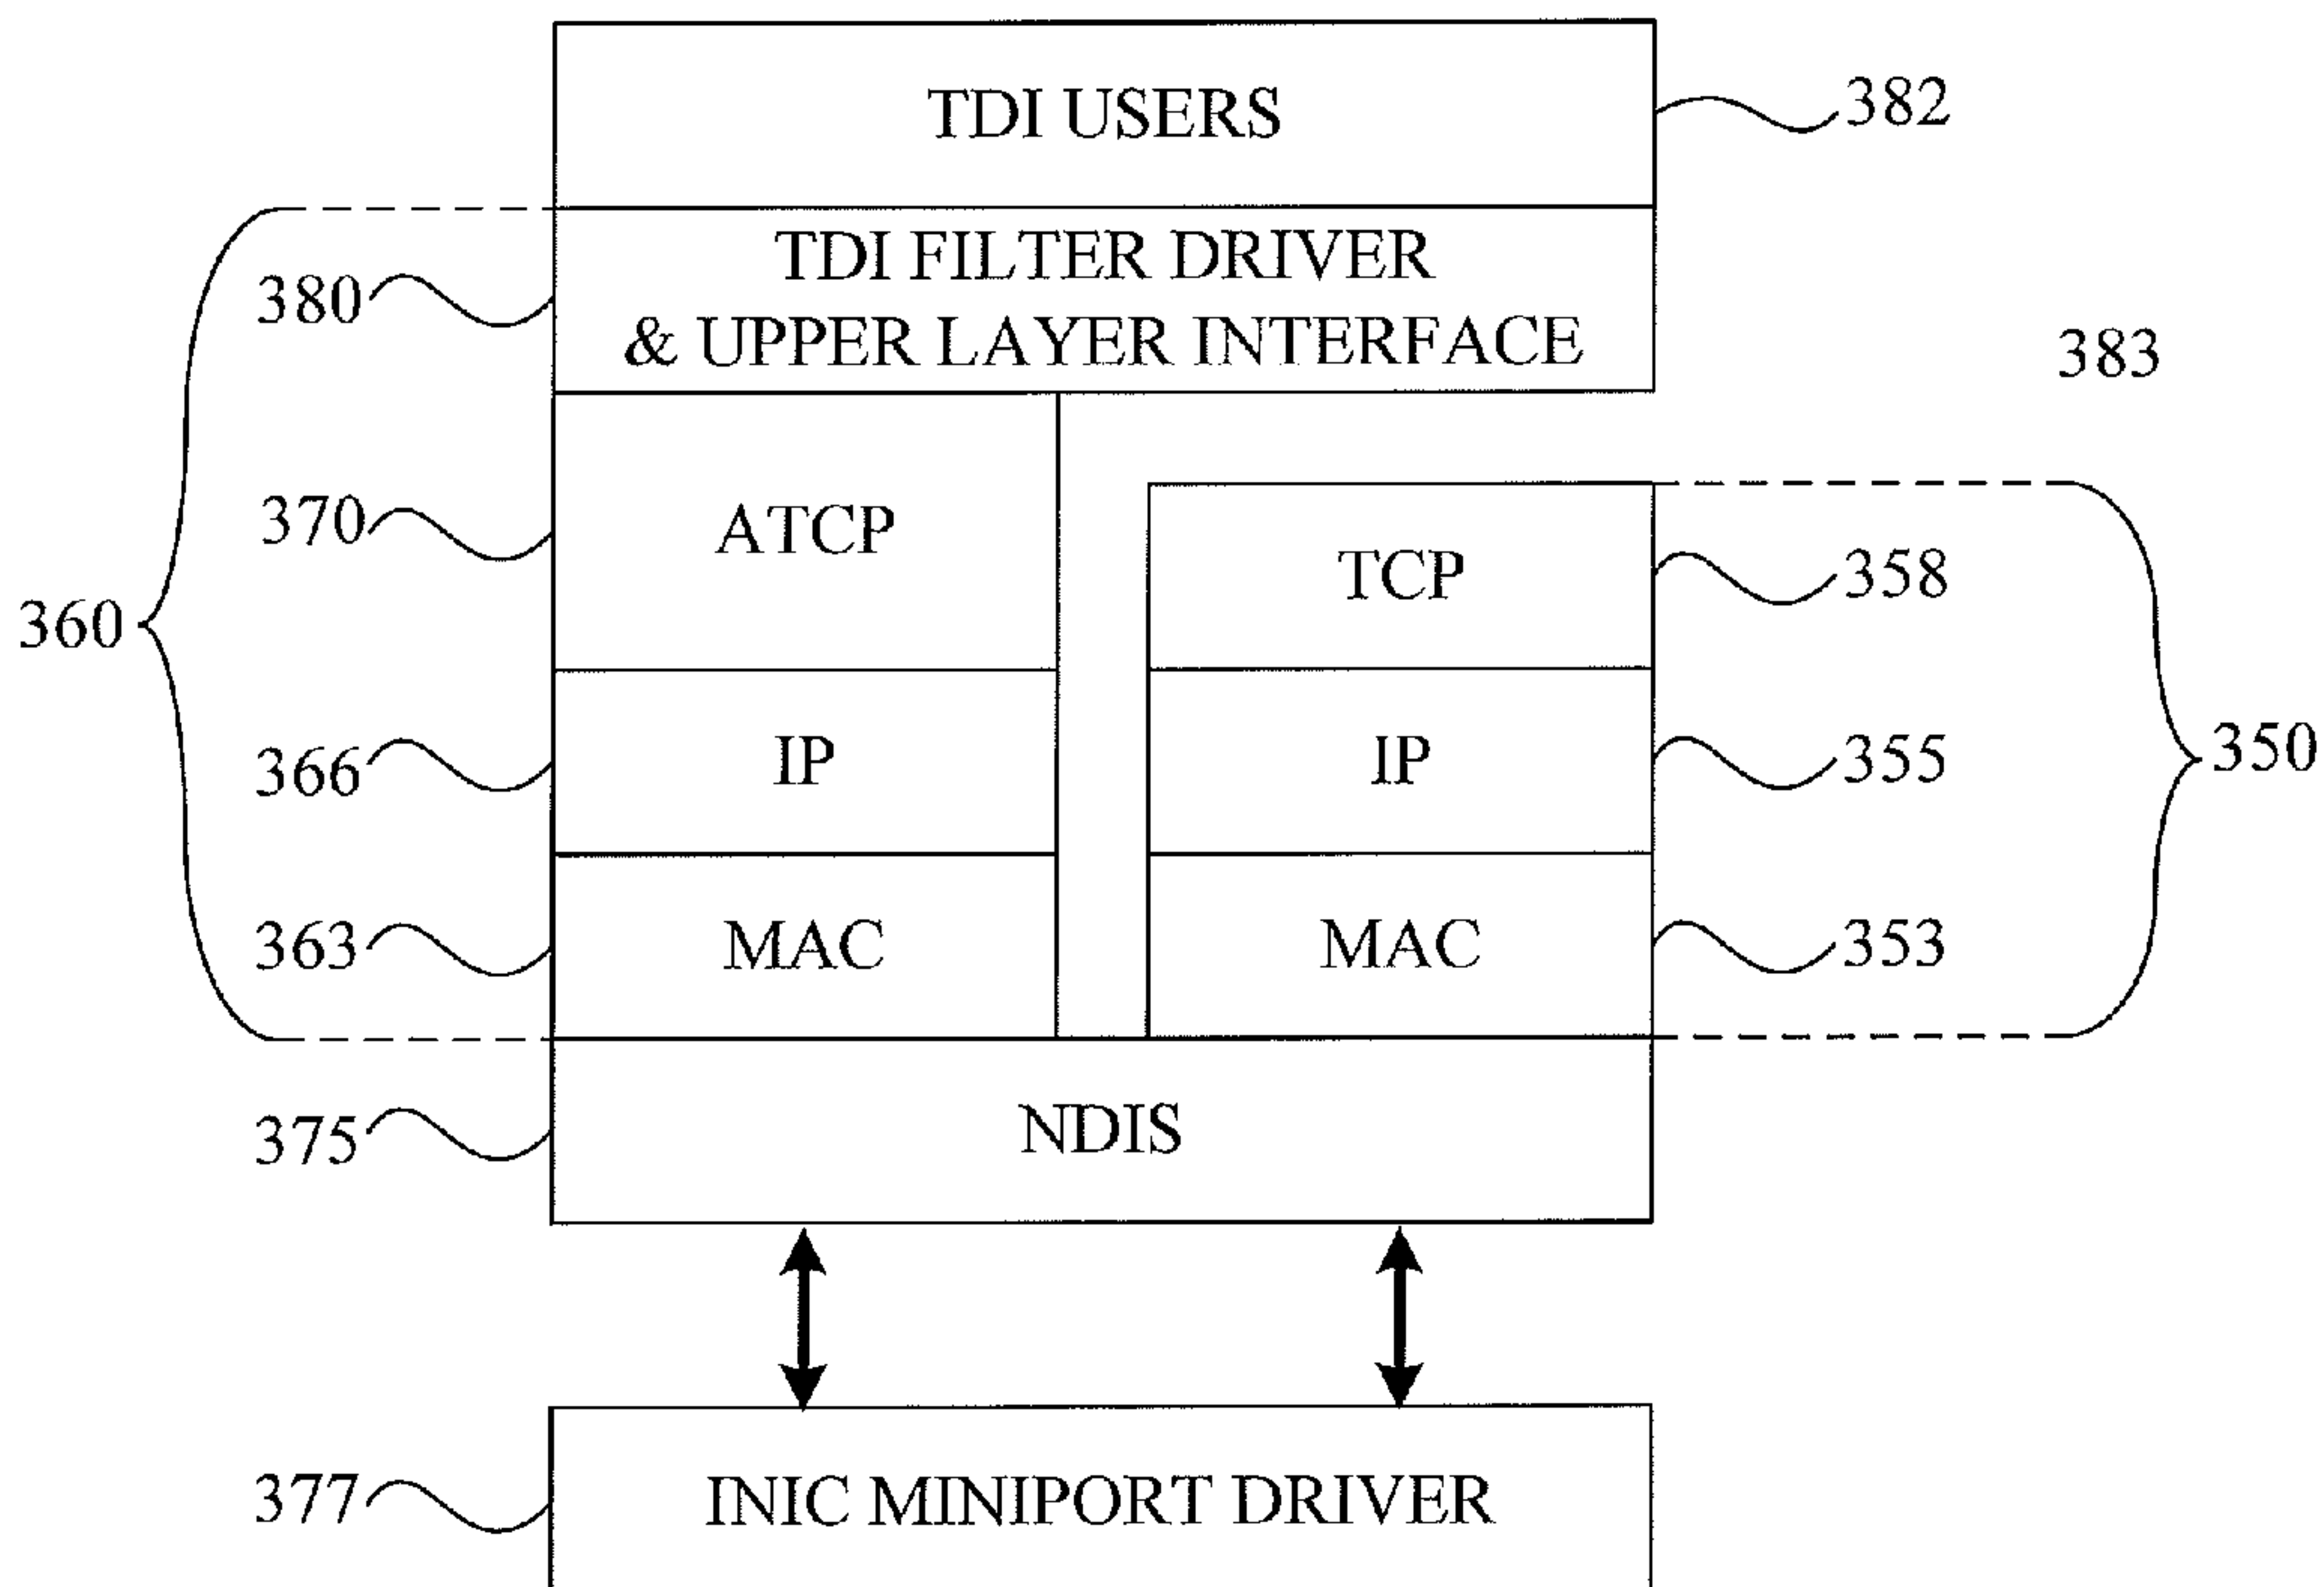 TDI USERS
382
TDI FILTER DRIVER
& UPPER LAYER INTERFACE
380
383
370
ATCP
TCP
358
360
366
IP
IP
355
350
363
MAC
MAC
353
375
NDIS
377
INIC MINIPORT DRIVER